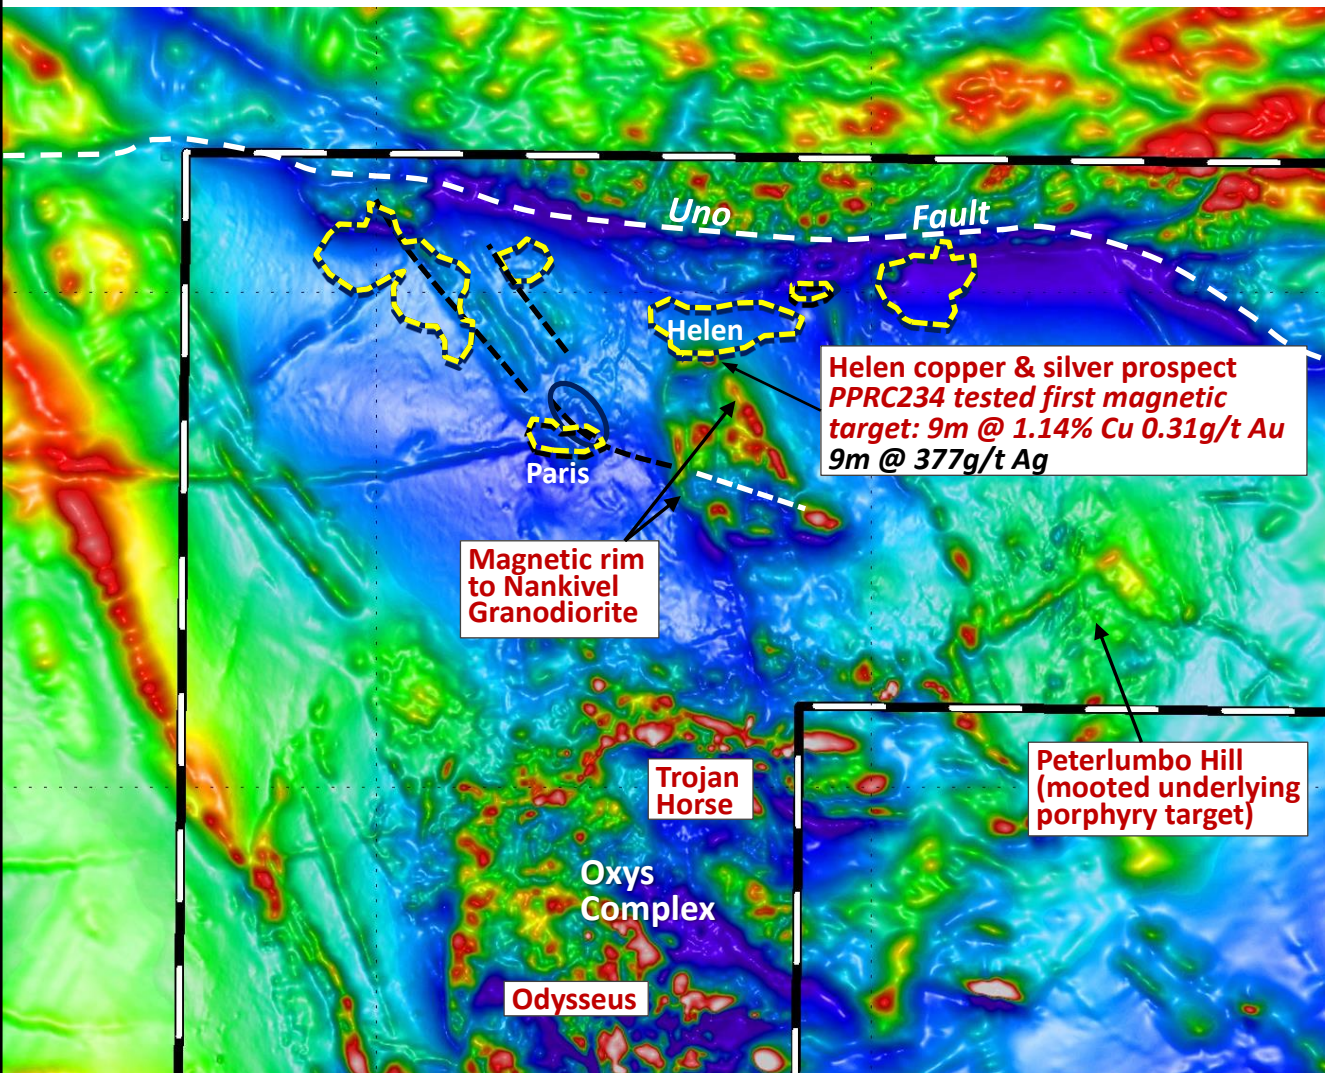 Uno Fault
Helen
Helen copper & silver prospect
PPRC234 tested first magnetic
target: 9m @ 1.14% Cu 0.31g/t Au
9m @ 377g/t Ag
Paris
Magnetic rim
to Nankivel
Granodiorite
Trojan
Horse
Peterlumbo Hill
(mooted underlying
porphyry target)
Oxys
Complex
Odysseus